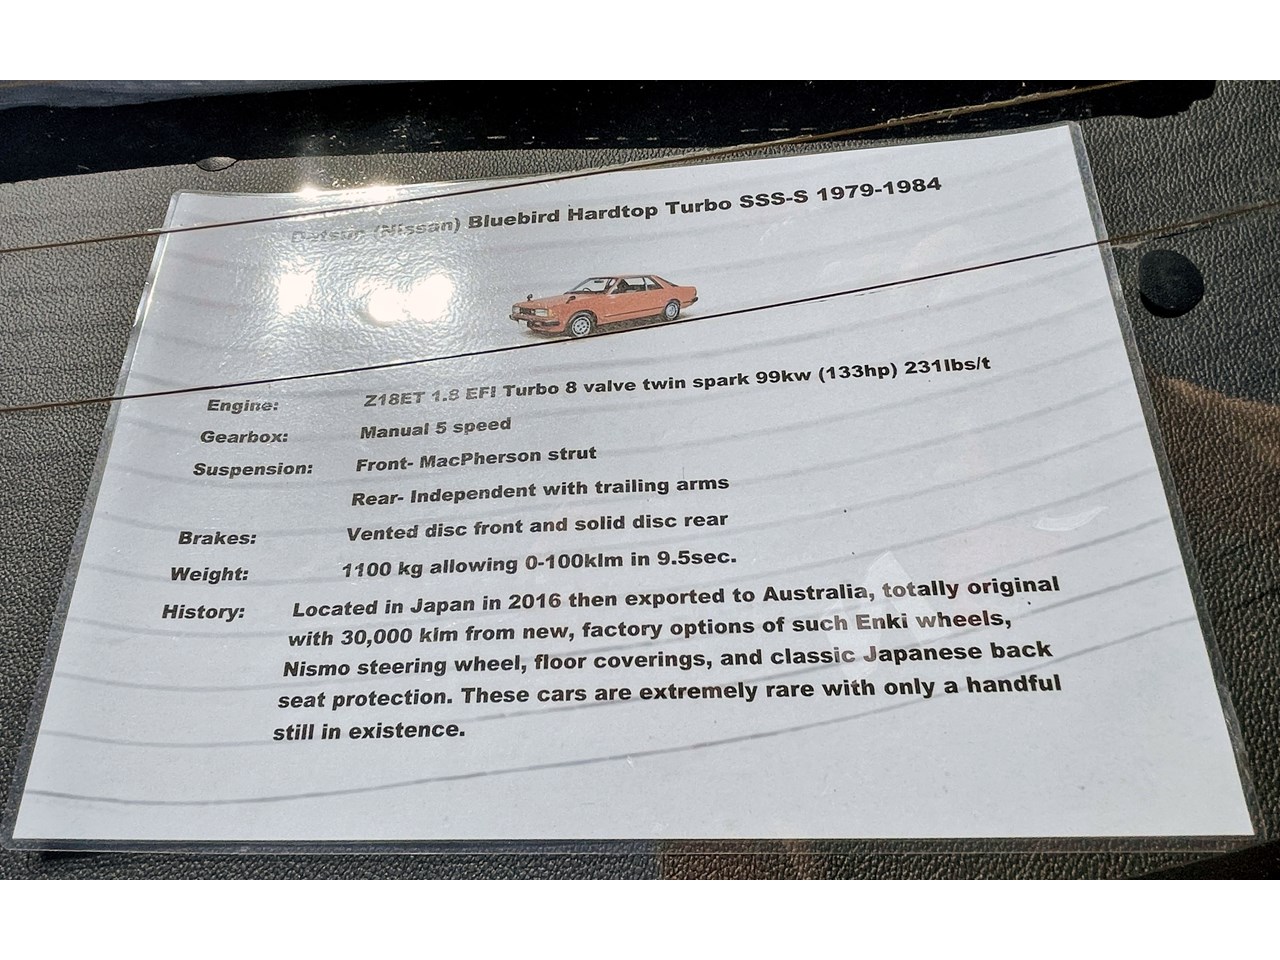 Datsun (Nissan) Bluebird Hardtop Turbo SSS-S 1979-1984
Engine: Z18ET 1.8 EFI Turbo 8 valve twin spark 99kw (133hp) 231lbs/t
Gearbox: Manual 5 speed
Suspension: Front- MacPherson strut
Rear- Independent with trailing arms
Brakes: Vented disc front and solid disc rear
Weight: 1100 kg allowing 0-100klm in 9.5sec.
History: Located in Japan in 2016 then exported to Australia, totally original
with 30,000 klm from new, factory options of such Enki wheels,
Nismo steering wheel, floor coverings, and classic Japanese back
seat protection. These cars are extremely rare with only a handful
still in existence.